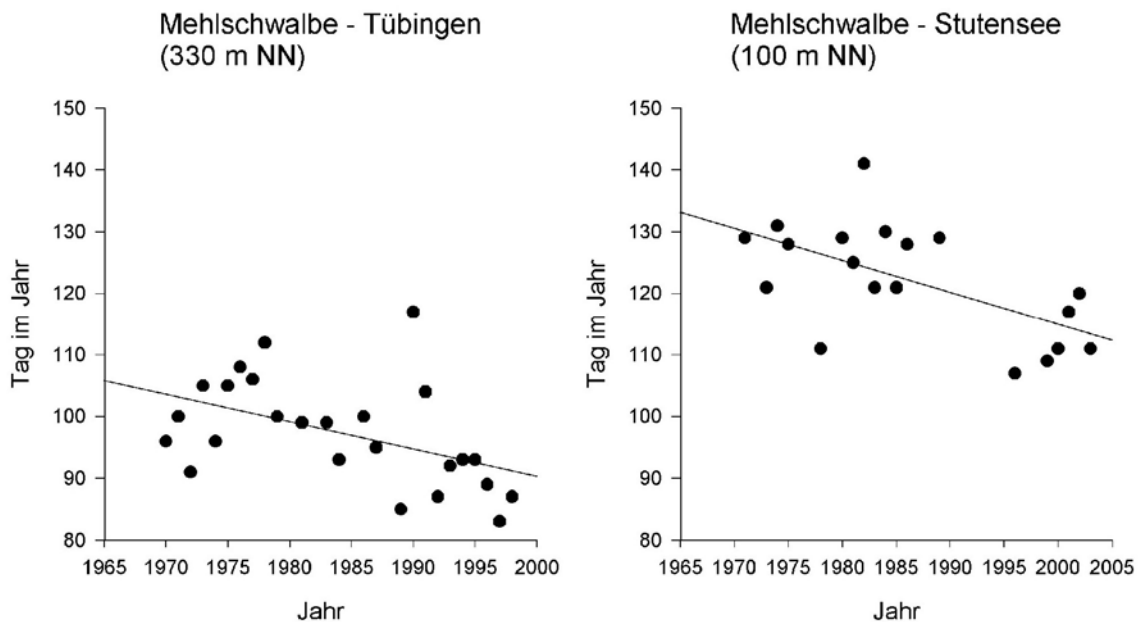 Mehlschwalbe - Tübingen
(330 m NN)
150
140
130
120
110
100
90
80
Tag im Jahr
1965 1970 1975 1980 1985 1990 1995 2000
Jahr
Mehlschwalbe - Stutensee
(100 m NN)
150
140
130
120
110
100
90
80
Tag im Jahr
1965 1970 1975 1980 1985 1990 1995 2000 2005
Jahr